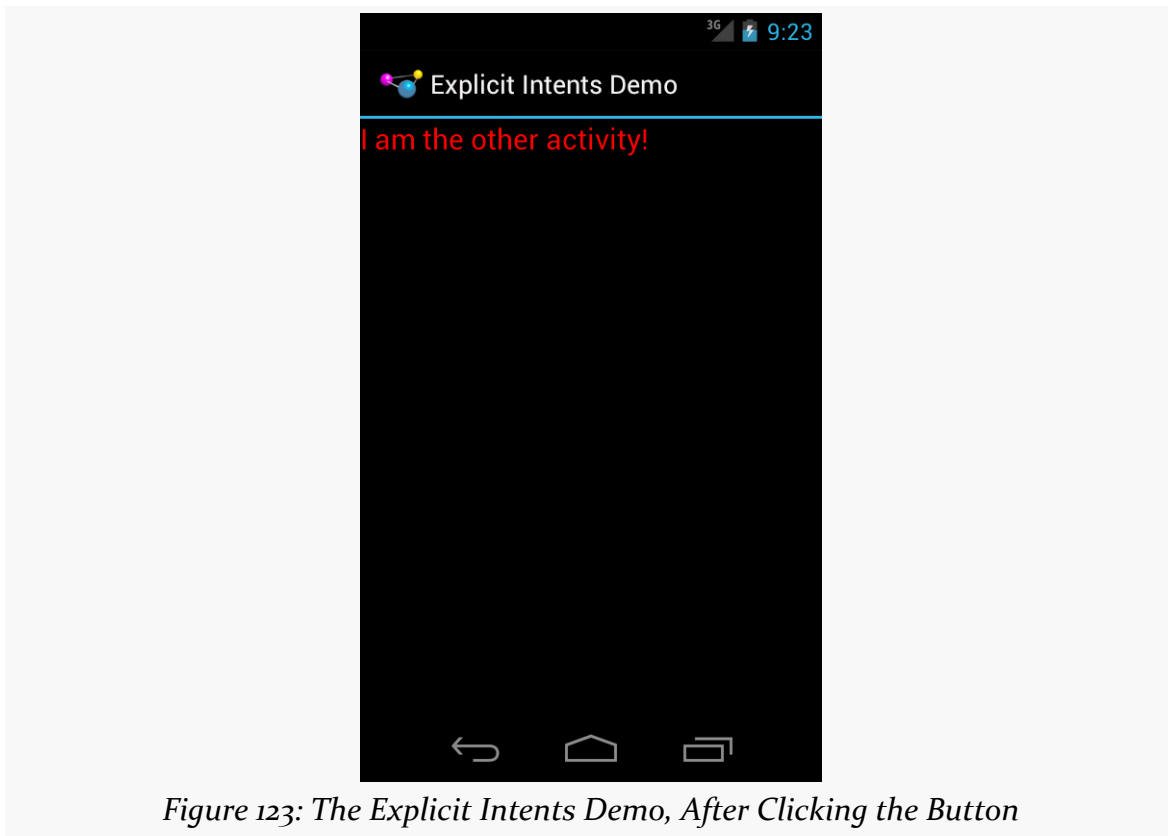 3G 9:23
Explicit Intents Demo
I am the other activity!
Figure 123: The Explicit Intents Demo, After Clicking the Button